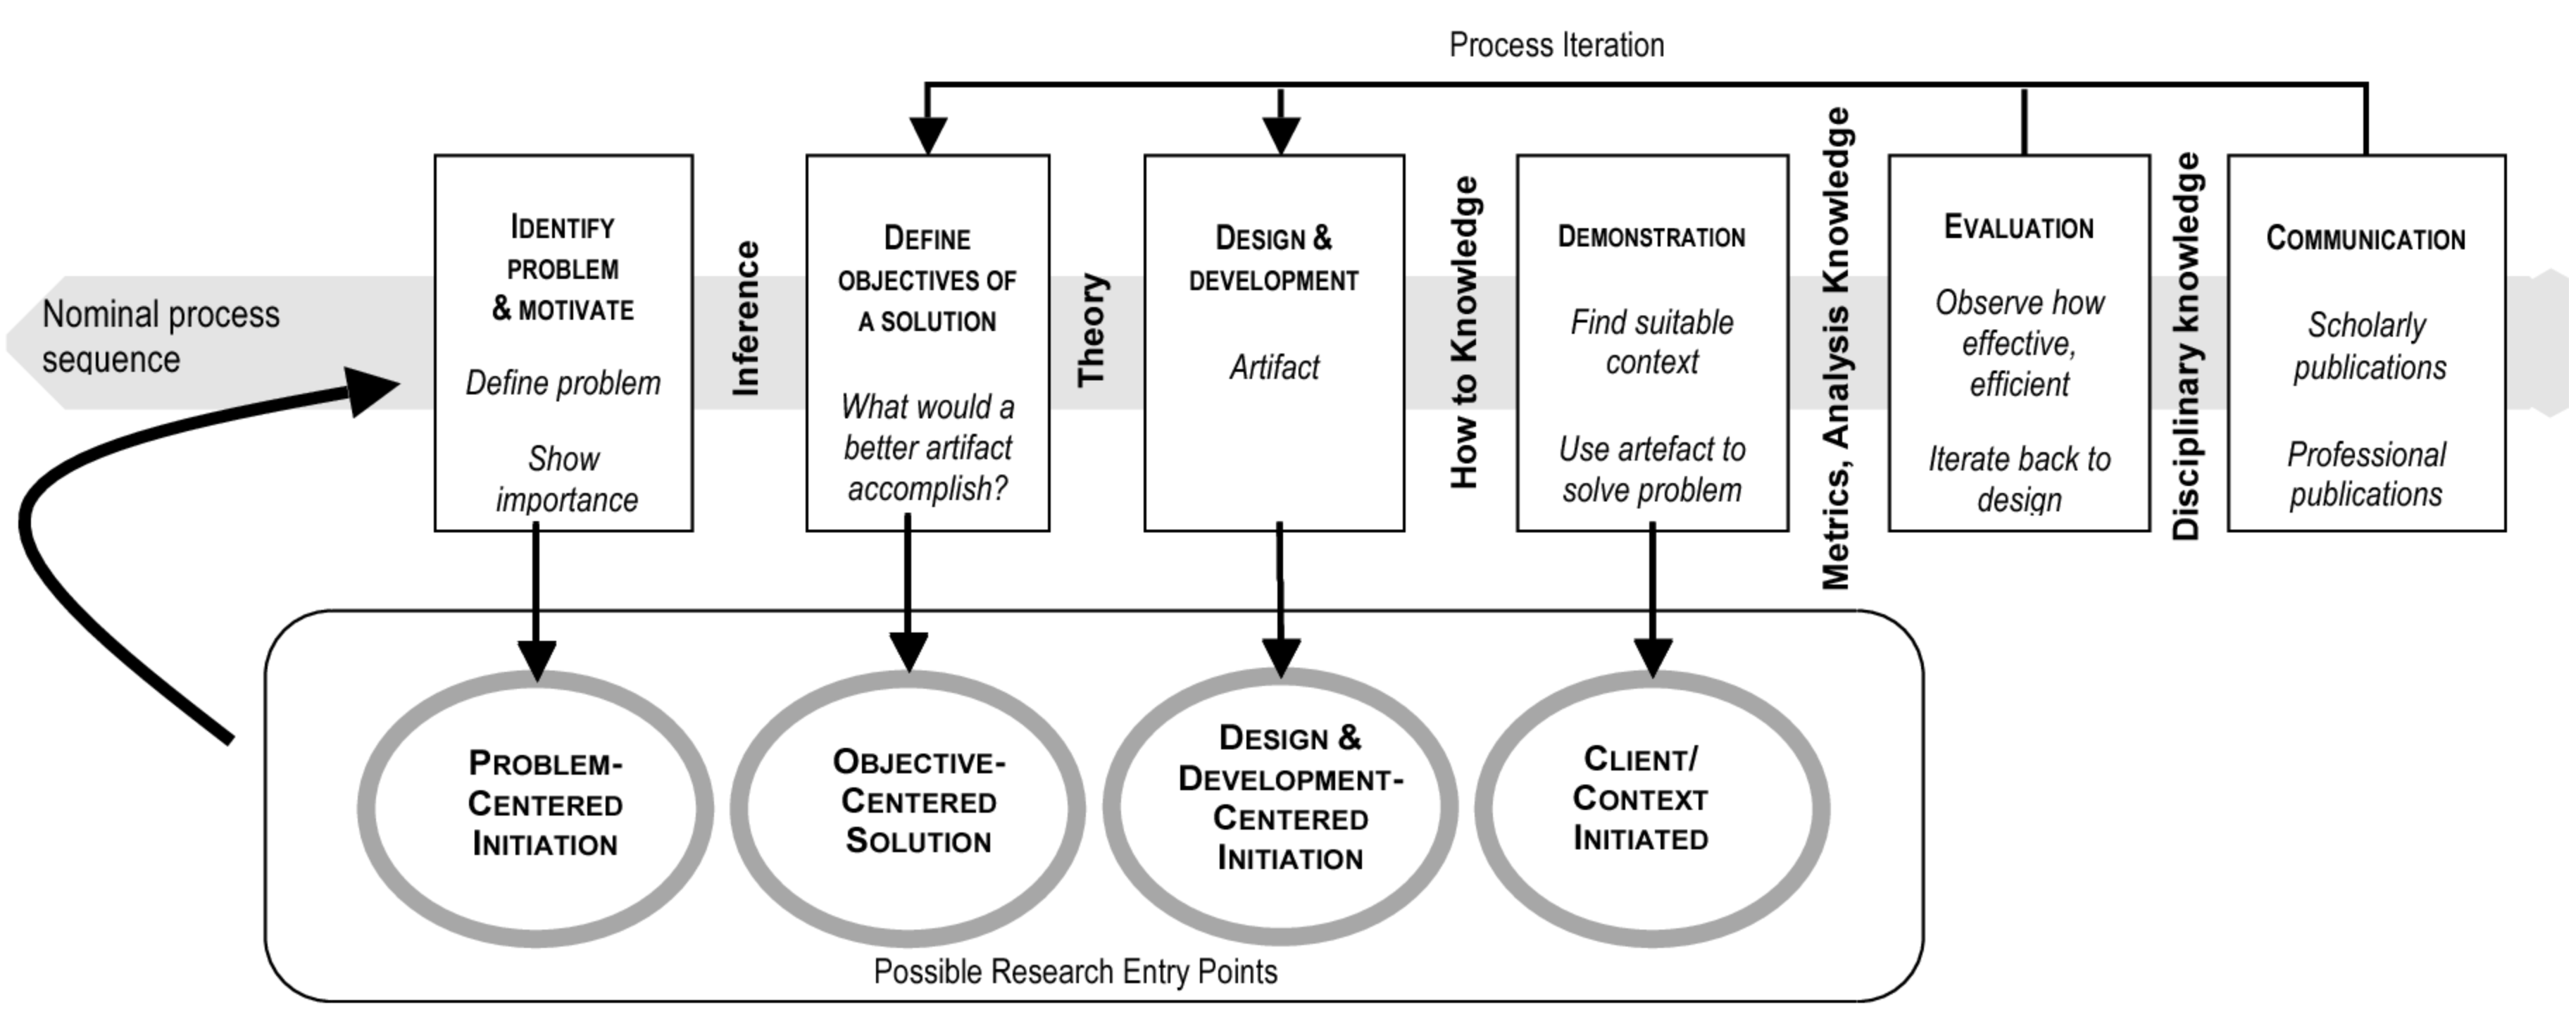 Process Iteration
Nominal process
sequence
IDENTIFY
PROBLEM
& MOTIVATE
Define problem
Show
importance
Inference
DEFINE
OBJECTIVES OF
A SOLUTION
What would a
better artifact
accomplish?
Theory
DESIGN &
DEVELOPMENT
Artifact
How to Knowledge
DEMONSTRATION
Find suitable
context
Use artefact to
solve problem
Metrics, Analysis Knowledge
EVALUATION
Observe how
effective,
efficient
Iterate back to
design
Disciplinary knowledge
COMMUNICATION
Scholarly
publications
Professional
publications
PROBLEM-
CENTERED
INITIATION
OBJECTIVE-
CENTERED
SOLUTION
DESIGN &
DEVELOPMENT-
CENTERED
INITIATION
CLIENT/
CONTEXT
INITIATED
Possible Research Entry Points